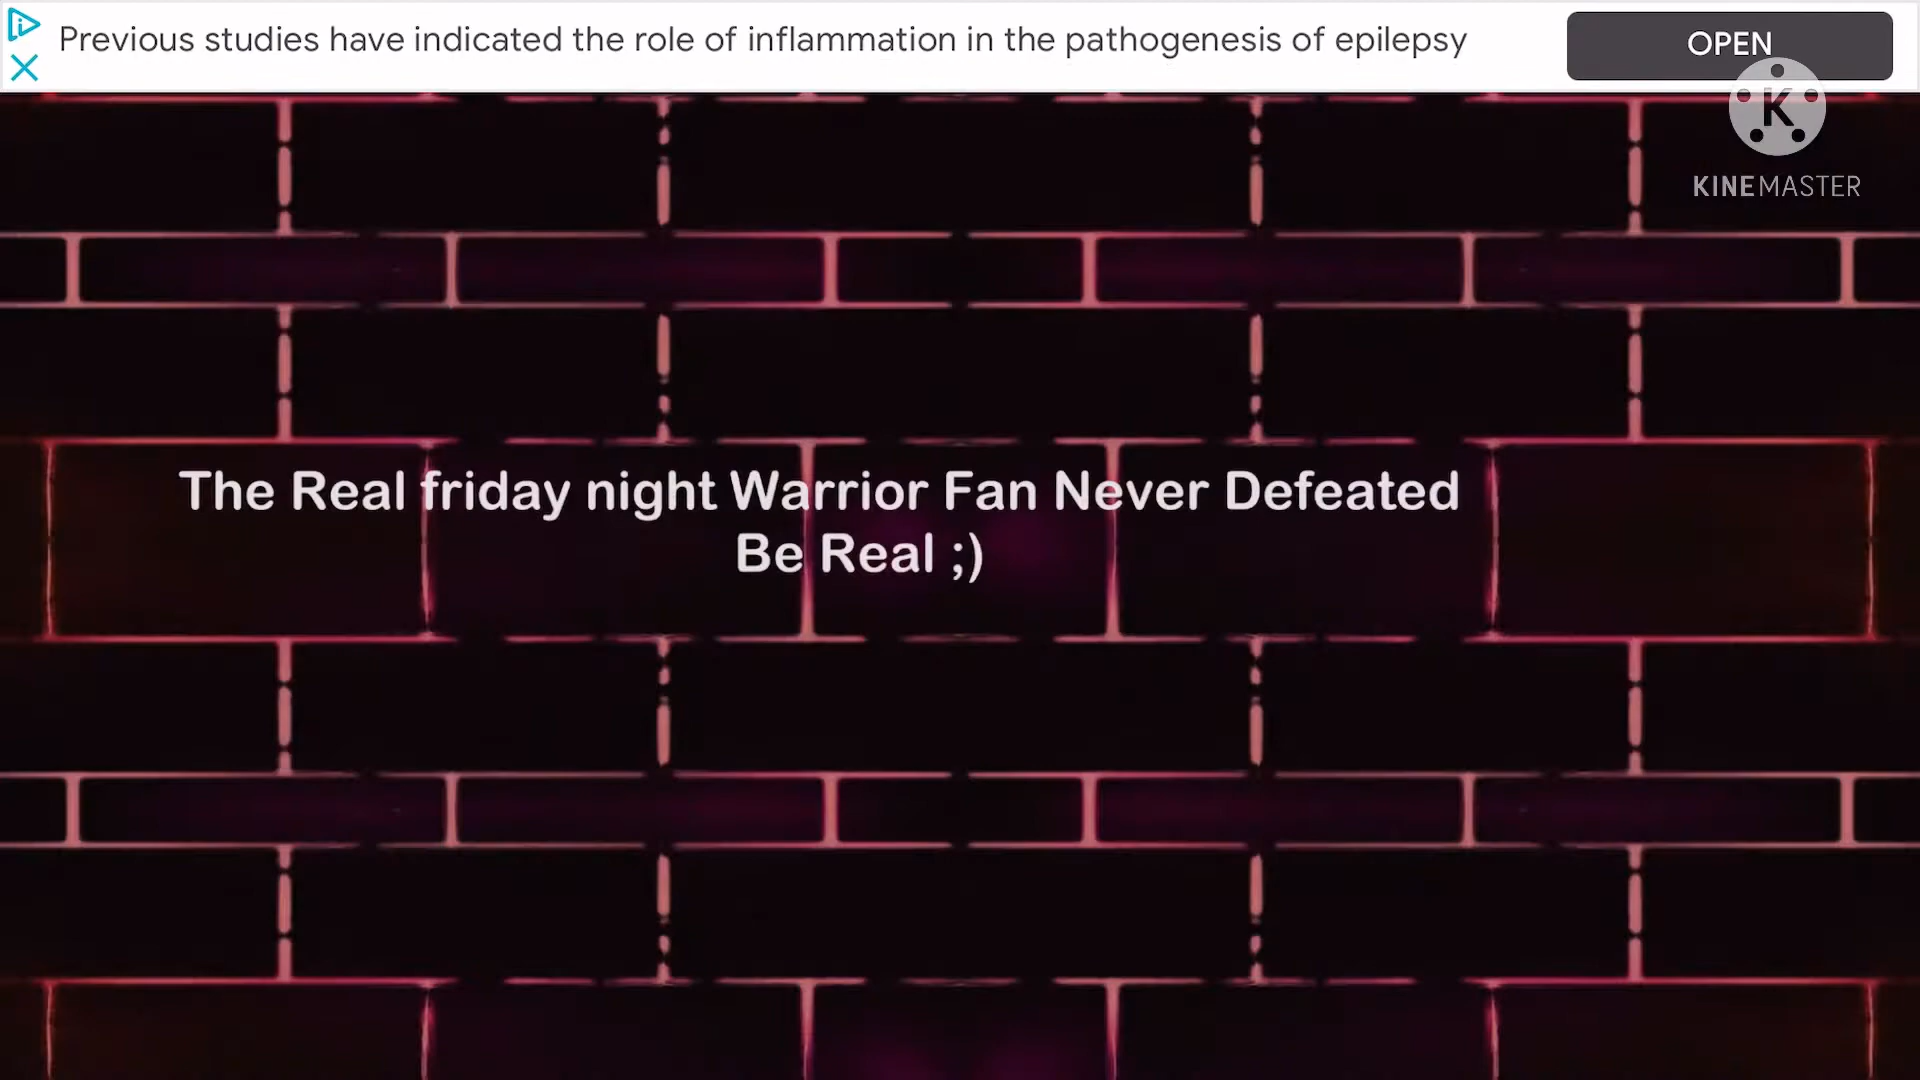 Previous studies have indicated the role of inflammation in the pathogenesis of epilepsy
OPEN
K
KINEMASTER
The Real friday night Warrior Fan Never Defeated
Be Real ;)